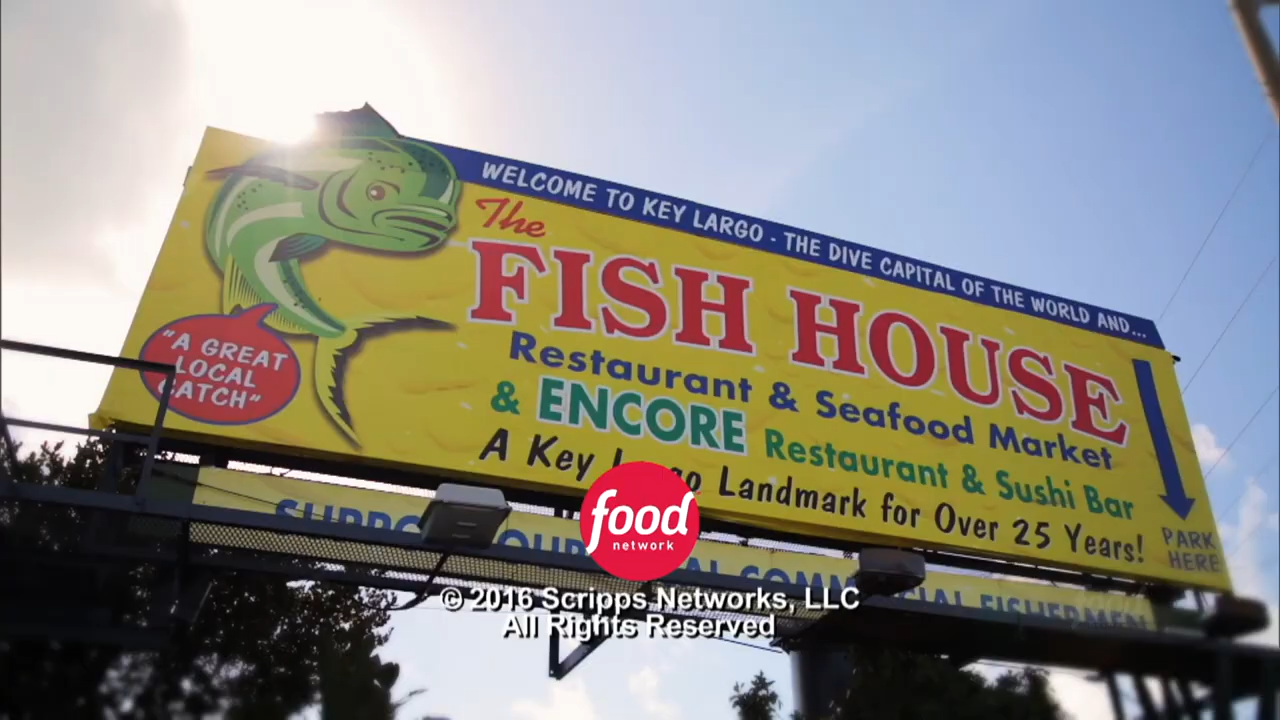 WELCOME TO KEY LARGO - THE DIVE CAPITAL OF THE WORLD AND...
The
FISH HOUSE
Restaurant & Seafood Market
& ENCORE Restaurant & Sushi Bar
A Key Largo Landmark for Over 25 Years!
"A GREAT
LOCAL
CATCH"
PARK
HERE
FISHERMEN
food
network
© 2016 Scripps Networks, LLC
All Rights Reserved